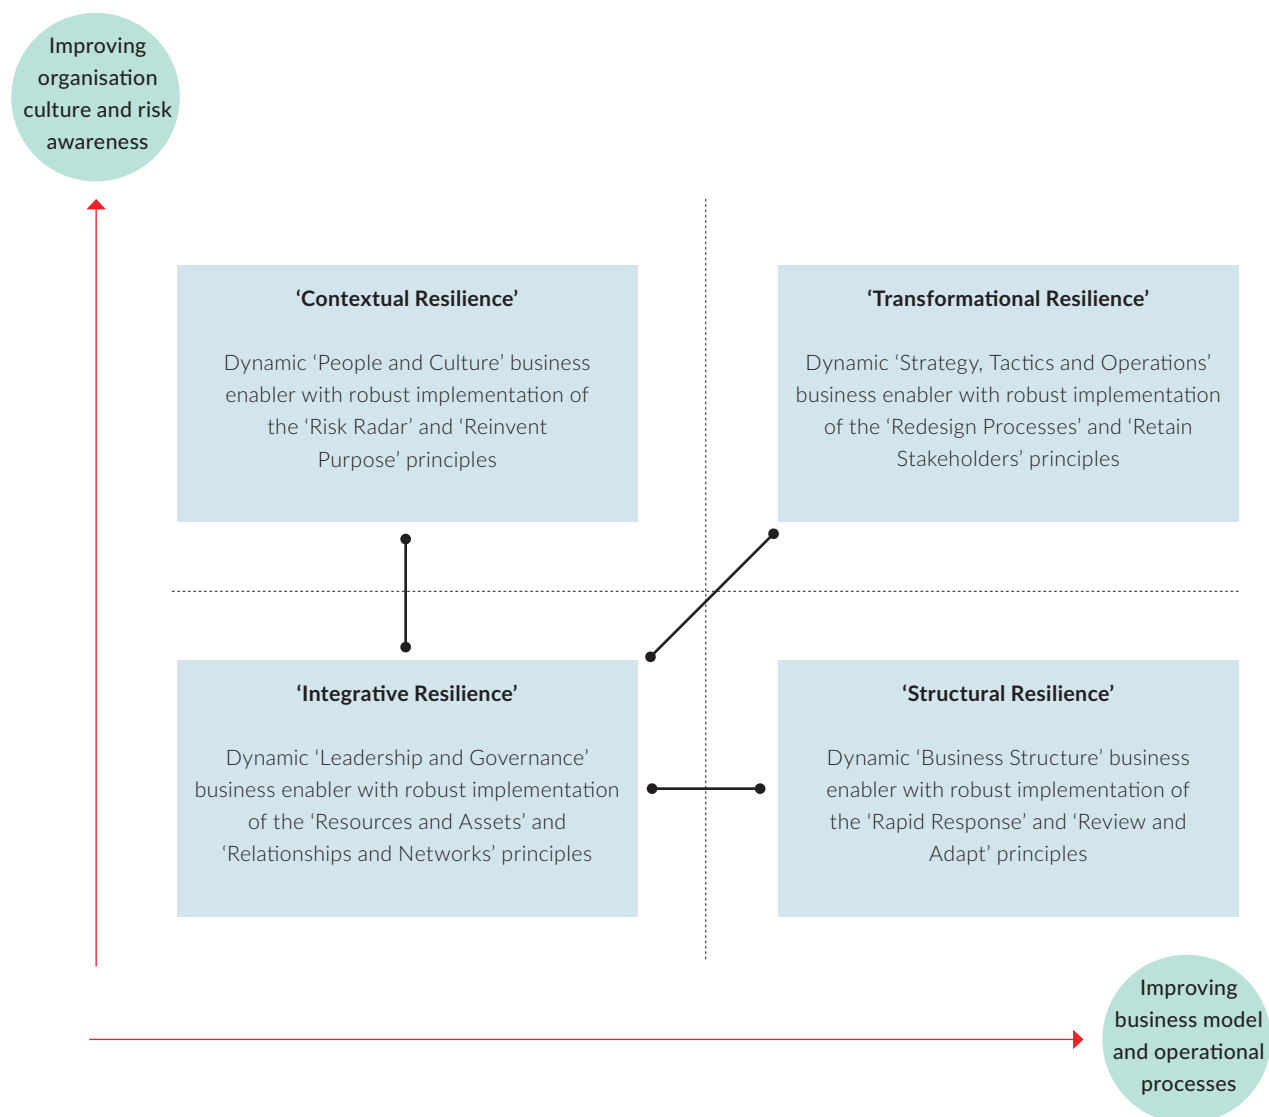 Improving
organisation
culture and risk
awareness
‘Contextual Resilience’
Dynamic ‘People and Culture’ business
enabler with robust implementation of
the ‘Risk Radar’ and ‘Reinvent
Purpose’ principles
‘Transformational Resilience’
Dynamic ‘Strategy, Tactics and Operations’
business enabler with robust implementation
of the ‘Redesign Processes’ and ‘Retain
Stakeholders’ principles
‘Integrative Resilience’
Dynamic ‘Leadership and Governance’
business enabler with robust implementation
of the ‘Resources and Assets’ and
‘Relationships and Networks’ principles
‘Structural Resilience’
Dynamic ‘Business Structure’ business
enabler with robust implementation of
the ‘Rapid Response’ and ‘Review and
Adapt’ principles
Improving
business model
and operational
processes